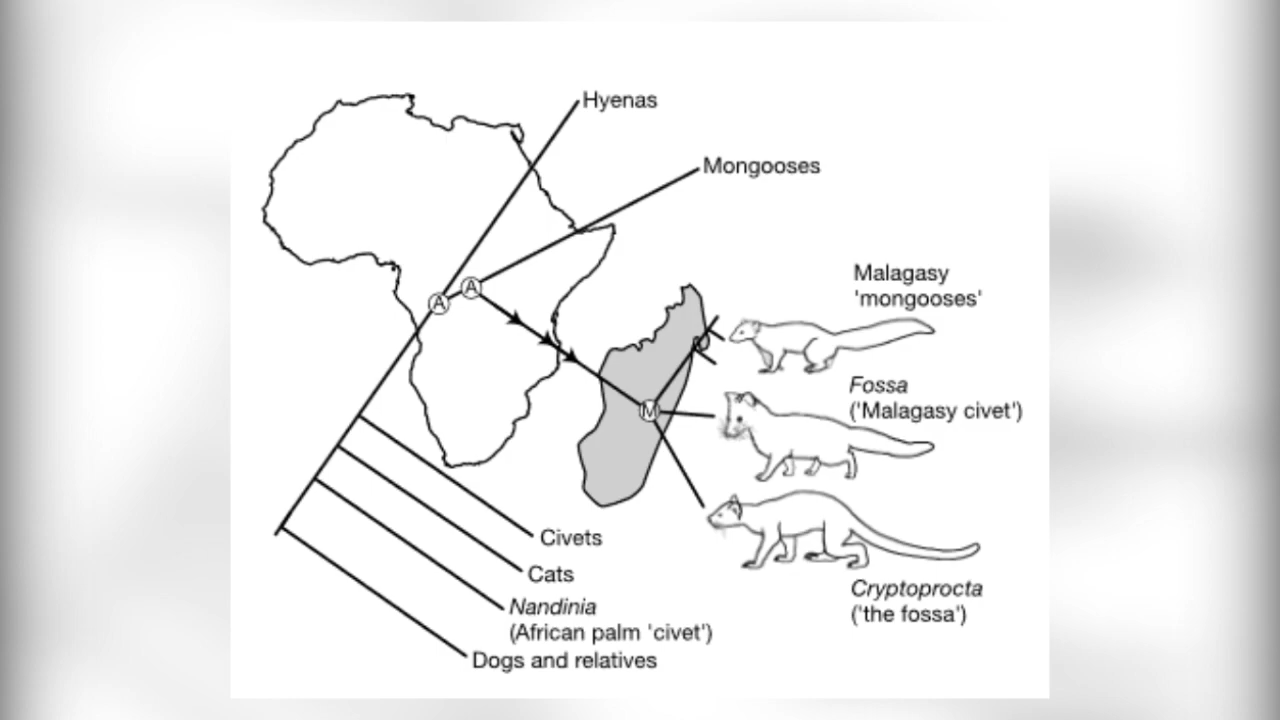 Hyenas
Mongooses
Malagasy
'mongooses'
A
A
Fossa
('Malagasy civet')
M
Civets
Cats
Cryptoprocta
('the fossa')
Nandinia
(African palm 'civet')
Dogs and relatives